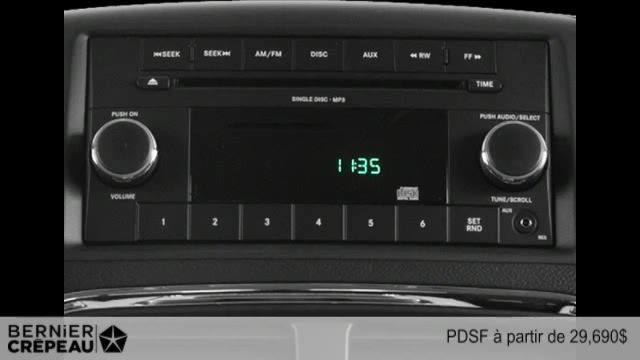 ⏮SEEK SEEK⏭ AM/FM DISC AUX ◀◀ RW FF ▶▶
TIME
SINGLE DISC - MP3
PUSH ON
PUSH AUDIO/SELECT
11:35
VOLUME
TUNE/SCROLL
1 2 3 4 5 6 SET RND
AUX
BERNIER CRÊPEAU
PDSF à partir de 29,690$